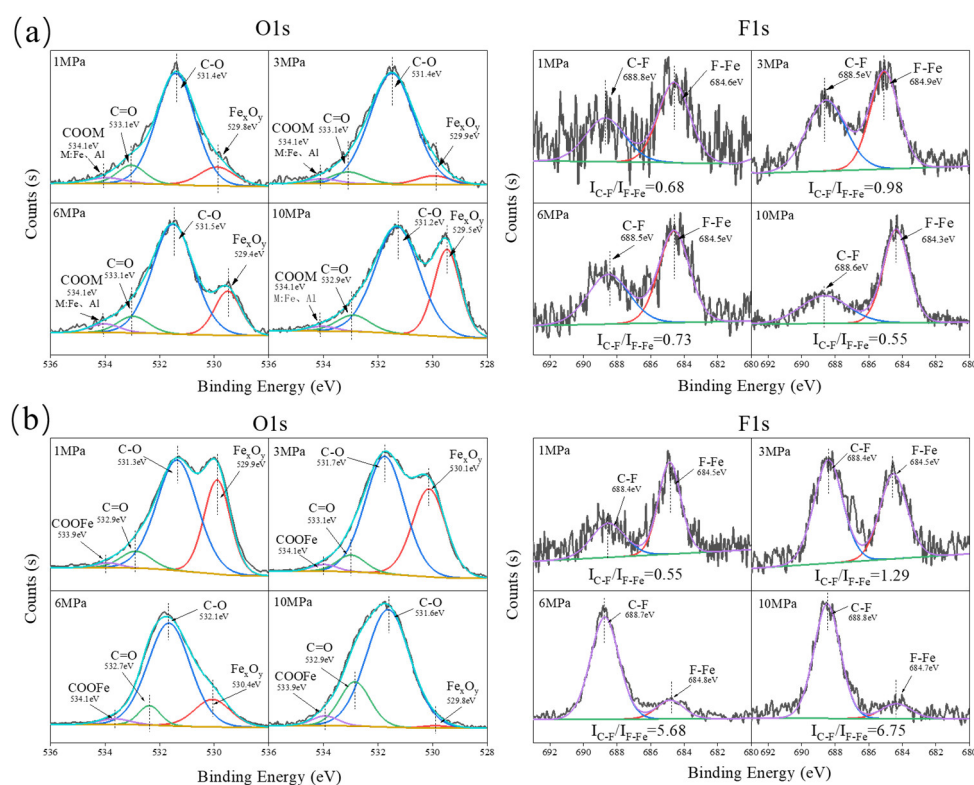 (a)
O1s
1MPa
C-O
531.4eV
C=O
533.1eV
FexOy
529.8eV
COOM
534.1eV
M:Fe、Al
3MPa
C-O
531.4eV
C=O
533.1eV
COOM
534.1eV
M:Fe、Al
FexOy
529.9eV
6MPa
C-O
531.5eV
FexOy
529.4eV
C=O
533.1eV
COOM
534.1eV
M:Fe、Al
10MPa
C-O
531.2eV
FexOy
529.5eV
C=O
532.9eV
COOM
534.1eV
M:Fe、Al
Counts (s)
536 534 532 530 536 534 532 530 528
Binding Energy (eV)
F1s
1MPa
C-F
688.8eV
F-Fe
684.6eV
IC-F/IF-Fe=0.68
3MPa
C-F
688.5eV
F-Fe
684.9eV
IC-F/IF-Fe=0.98
6MPa
C-F
688.5eV
F-Fe
684.5eV
IC-F/IF-Fe=0.73
10MPa
C-F
688.6eV
F-Fe
684.3eV
IC-F/IF-Fe=0.55
Counts (s)
692 690 688 686 684 682 680 692 690 688 686 684 682 680
Binding Energy (eV)
(b)
O1s
1MPa
C-O
531.3eV
FexOy
529.9eV
C=O
532.9eV
COOFe
533.9eV
3MPa
C-O
531.7eV
FexOy
530.1eV
C=O
533.1eV
COOFe
534.1eV
6MPa
C-O
532.1eV
C=O
532.7eV
FexOy
530.4eV
COOFe
534.1eV
10MPa
C-O
531.6eV
C=O
532.9eV
COOFe
533.9eV
FexOy
529.8eV
Counts (s)
536 534 532 530 536 534 532 530 528
Binding Energy (eV)
F1s
1MPa
F-Fe
684.5eV
C-F
688.4eV
IC-F/IF-Fe=0.55
3MPa
C-F
688.4eV
F-Fe
684.5eV
IC-F/IF-Fe=1.29
6MPa
C-F
688.7eV
F-Fe
684.8eV
IC-F/IF-Fe=5.68
10MPa
C-F
688.8eV
F-Fe
684.7eV
IC-F/IF-Fe=6.75
Counts (s)
692 690 688 686 684 682 680 692 690 688 686 684 682 680
Binding Energy (eV)